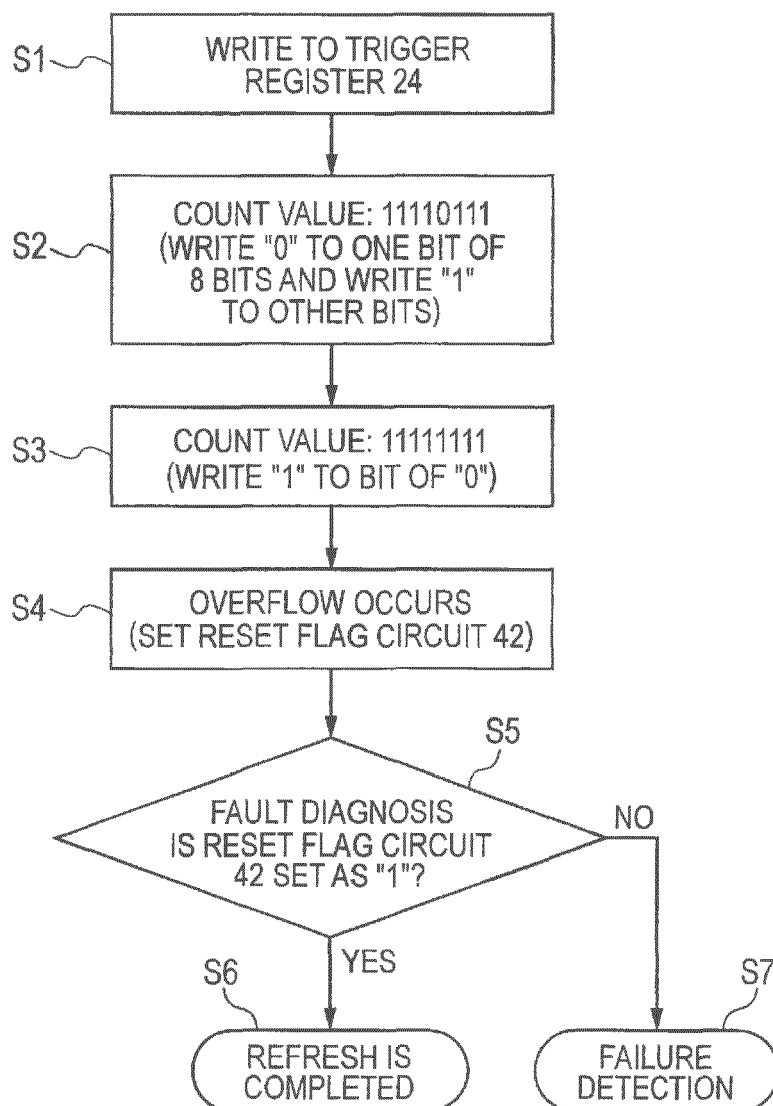 S1
WRITE TO TRIGGER
REGISTER 24
S2
COUNT VALUE: 11110111
(WRITE "0" TO ONE BIT OF
8 BITS AND WRITE "1"
TO OTHER BITS)
S3
COUNT VALUE: 11111111
(WRITE "1" TO BIT OF "0")
S4
OVERFLOW OCCURS
(SET RESET FLAG CIRCUIT 42)
S5
FAULT DIAGNOSIS
IS RESET FLAG CIRCUIT
42 SET AS "1"?
NO
YES
S6
REFRESH IS
COMPLETED
S7
FAILURE
DETECTION